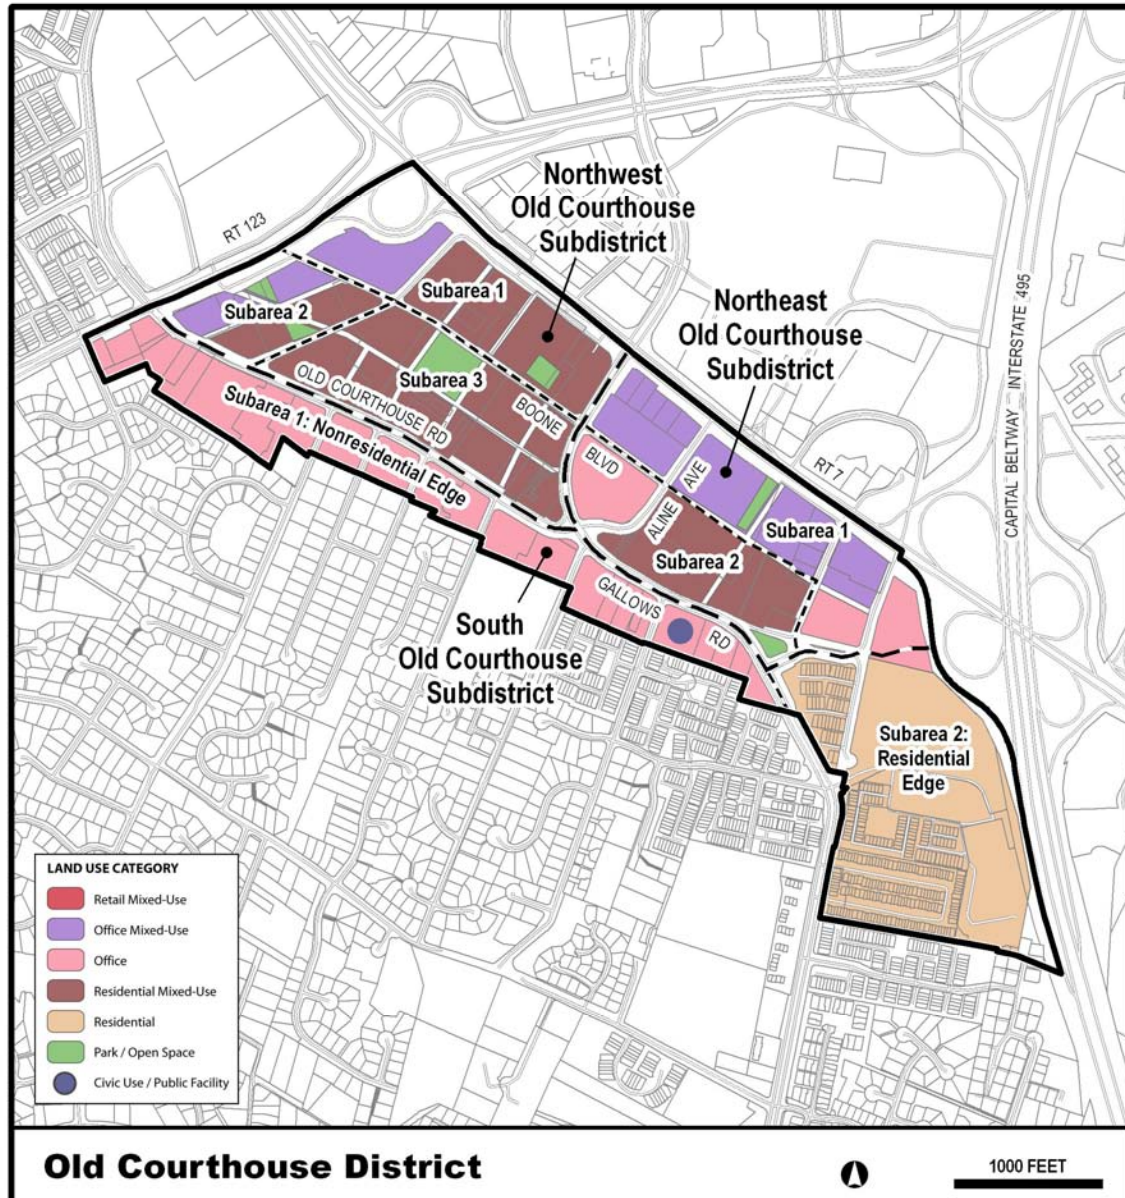 Northwest
Old Courthouse
Subdistrict
RT 123
Subarea 1
Northeast
Old Courthouse
Subdistrict
Subarea 2
Subarea 3
OLD COURTHOUSE RD
BOONE
BLVD
Subarea 1: Nonresidential Edge
AVE
ALINE
RT 7
CAPITAL BELTWAY - INTERSTATE 495
Subarea 1
Subarea 2
GALLOWS
RD
South
Old Courthouse
Subdistrict
Subarea 2:
Residential
Edge
LAND USE CATEGORY
Retail Mixed-Use
Office Mixed-Use
Office
Residential Mixed-Use
Residential
Park / Open Space
Civic Use / Public Facility
Old Courthouse District
1000 FEET